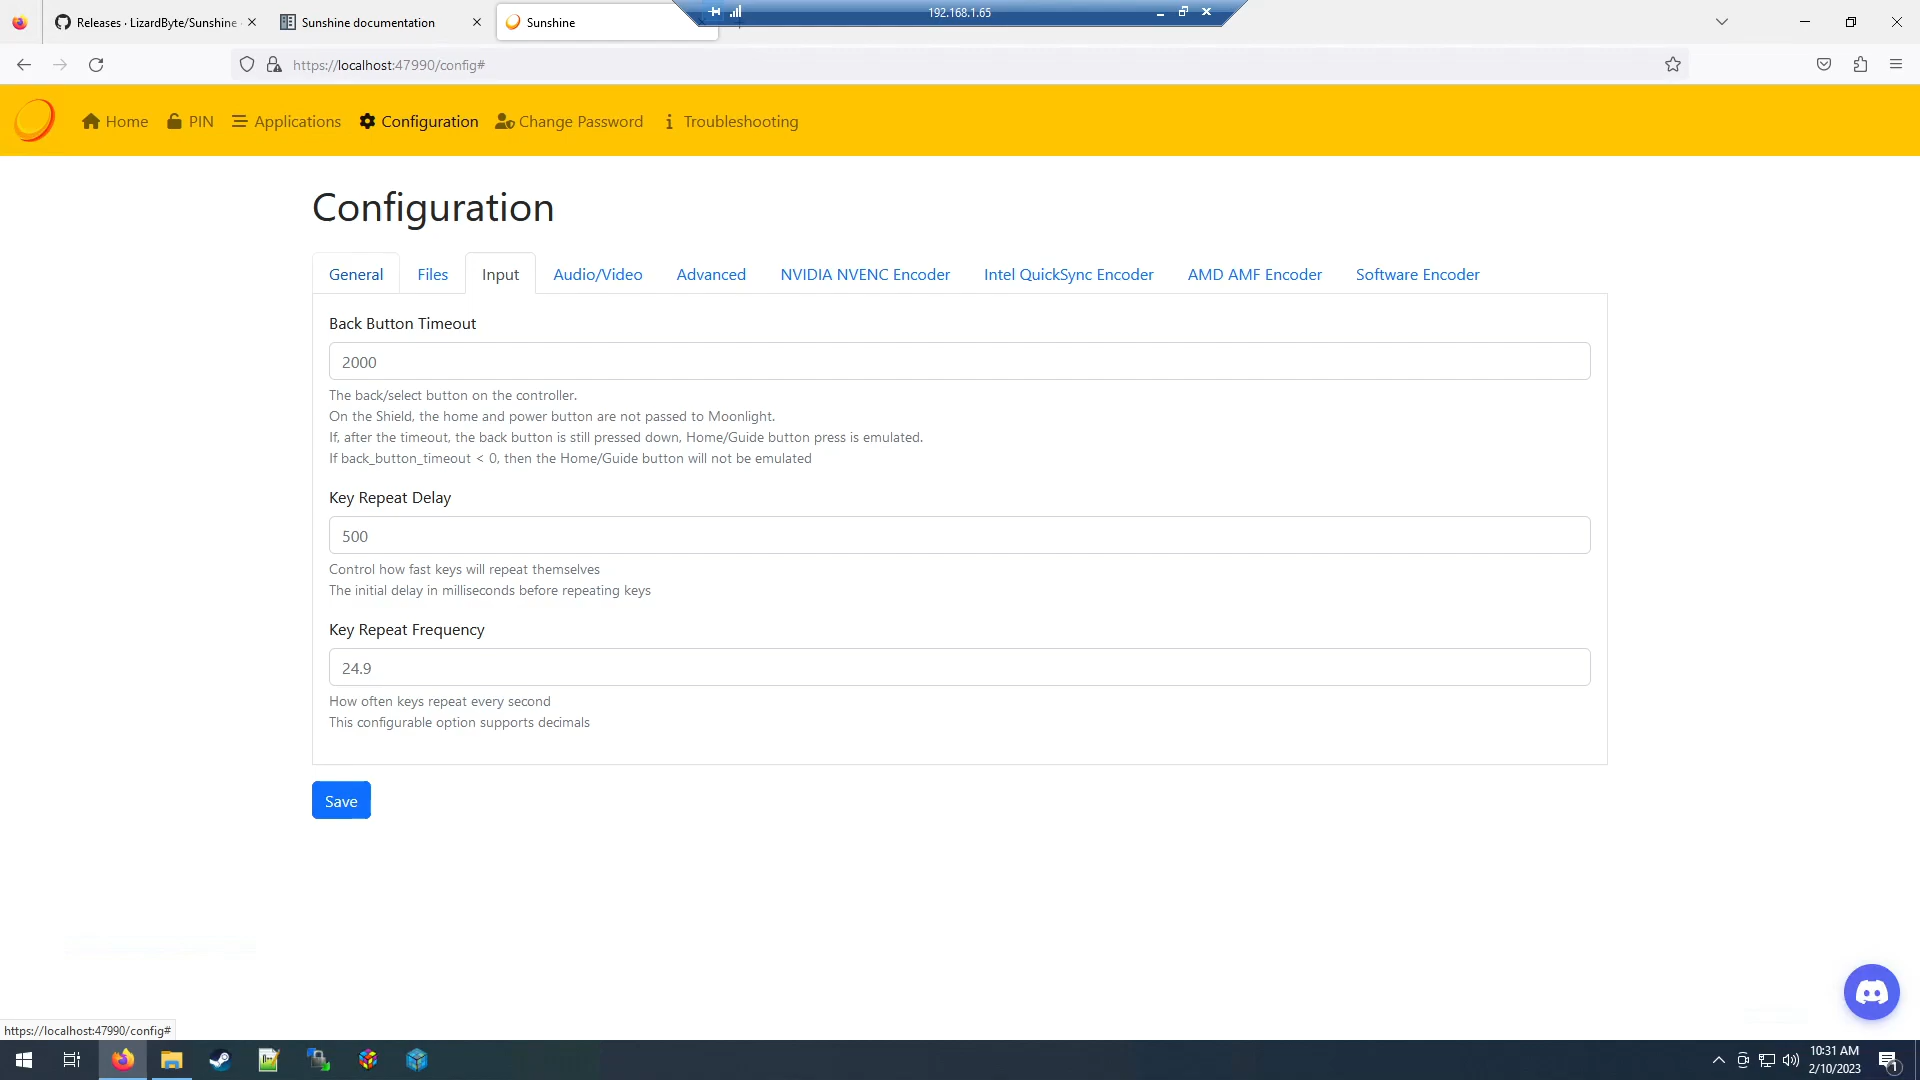 Releases · LizardByte/Sunshine
Sunshine documentation
Sunshine
192.168.1.65
https://localhost:47990/config#
Home
PIN
Applications
Configuration
Change Password
Troubleshooting
Configuration
General
Files
Input
Audio/Video
Advanced
NVIDIA NVENC Encoder
Intel QuickSync Encoder
AMD AMF Encoder
Software Encoder
Back Button Timeout
2000
The back/select button on the controller.
On the Shield, the home and power button are not passed to Moonlight.
If, after the timeout, the back button is still pressed down, Home/Guide button press is emulated.
If back_button_timeout < 0, then the Home/Guide button will not be emulated
Key Repeat Delay
500
Control how fast keys will repeat themselves
The initial delay in milliseconds before repeating keys
Key Repeat Frequency
24.9
How often keys repeat every second
This configurable option supports decimals
Save
https://localhost:47990/config#
10:31 AM
2/10/2023
1